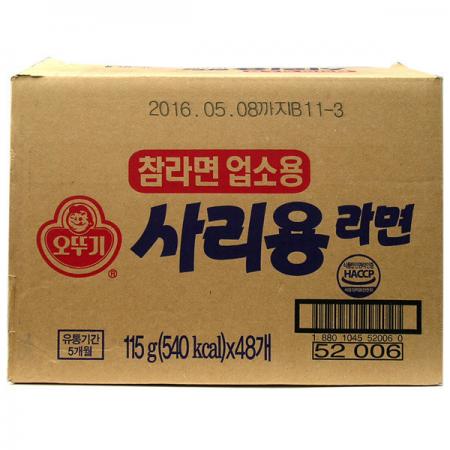 2016.05.08까지B11-3
참라면 업소용
사리용 라면
오뚜기
®
HACCP
유통기간
5개월
115g(540 kcal)x48개
1 880 1045 52006 0
52 006